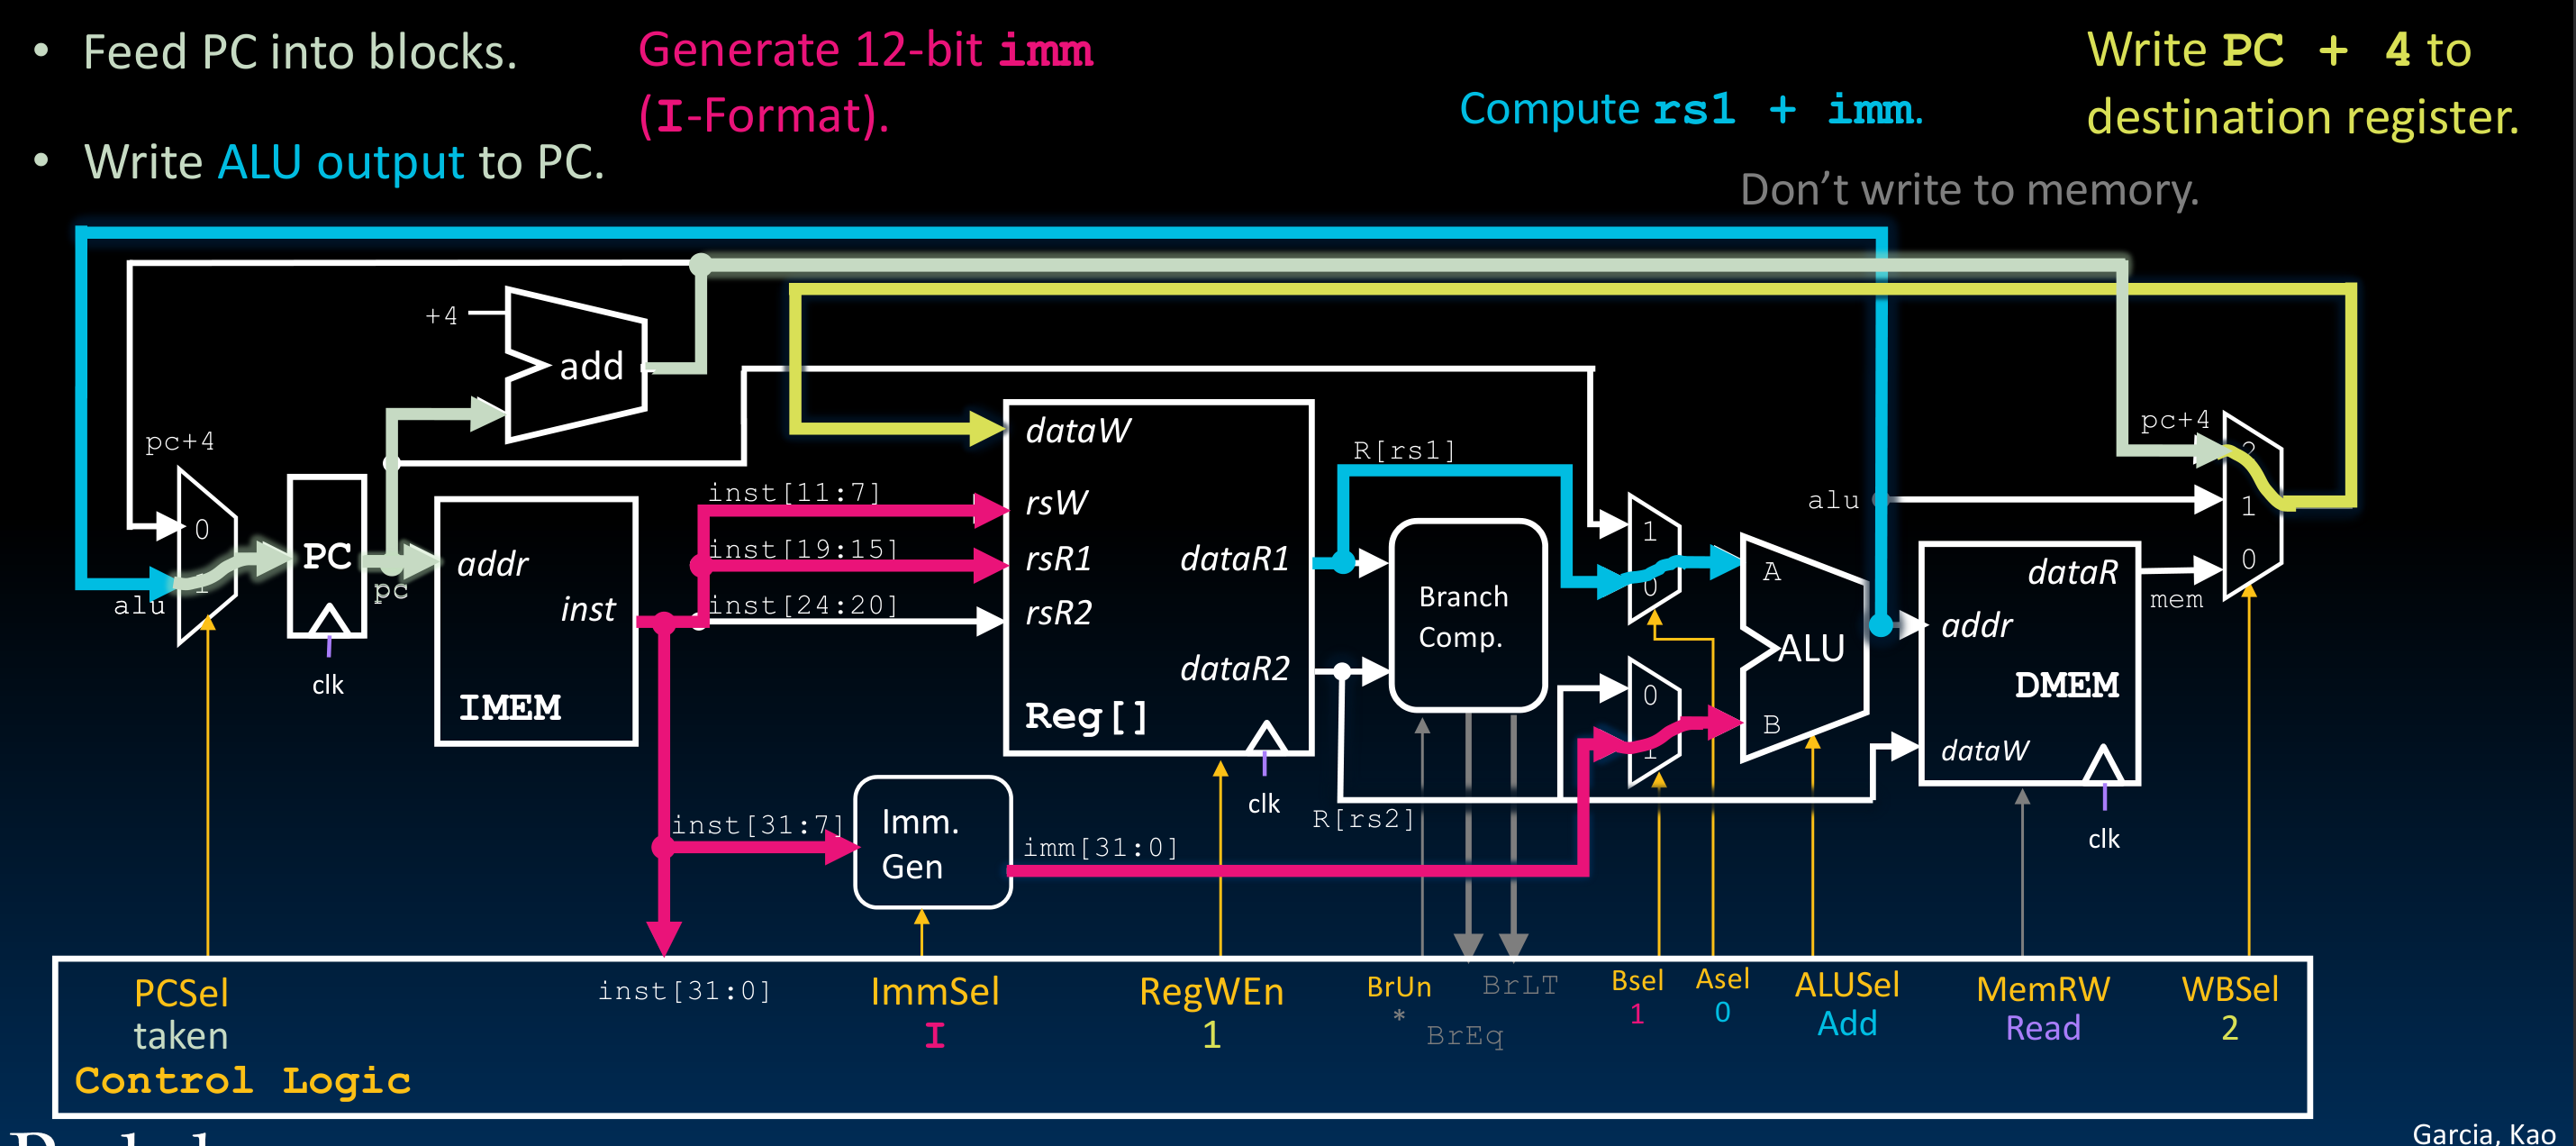 • Feed PC into blocks.
• Write ALU output to PC.
Generate 12-bit imm
(I-Format).
Compute rs1 + imm.
Write PC + 4 to
destination register.
Don't write to memory.
+4
add
pc+4
0
1
alu
PC
clk
pc
addr
inst
IMEM
inst[11:7]
inst[19:15]
inst[24:20]
inst[31:7]
Imm.
Gen
imm[31:0]
dataW
rsW
rsR1
rsR2
dataR1
dataR2
Reg[]
clk
R[rs1]
R[rs2]
Branch
Comp.
1
0
0
1
A
B
ALU
alu
addr
dataR
DMEM
dataW
clk
mem
pc+4
2
1
0
PCSel
taken
Control Logic
inst[31:0]
ImmSel
I
RegWEn
1
BrUn
*
BrLT
BrEq
Bsel
1
Asel
0
ALUSel
Add
MemRW
Read
WBSel
2
Garcia, Kao